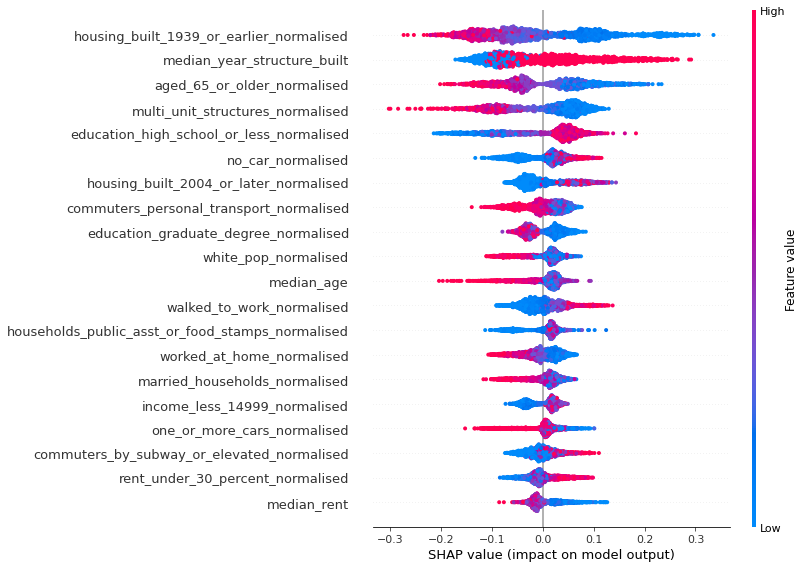 High
housing_built_1939_or_earlier_normalised
median_year_structure_built
aged_65_or_older_normalised
multi_unit_structures_normalised
education_high_school_or_less_normalised
no_car_normalised
housing_built_2004_or_later_normalised
commuters_personal_transport_normalised
education_graduate_degree_normalised
white_pop_normalised
median_age
walked_to_work_normalised
households_public_asst_or_food_stamps_normalised
worked_at_home_normalised
married_households_normalised
income_less_14999_normalised
one_or_more_cars_normalised
commuters_by_subway_or_elevated_normalised
rent_under_30_percent_normalised
median_rent
Feature value
Low
−0.3 −0.2 −0.1 0.0 0.1 0.2 0.3
SHAP value (impact on model output)